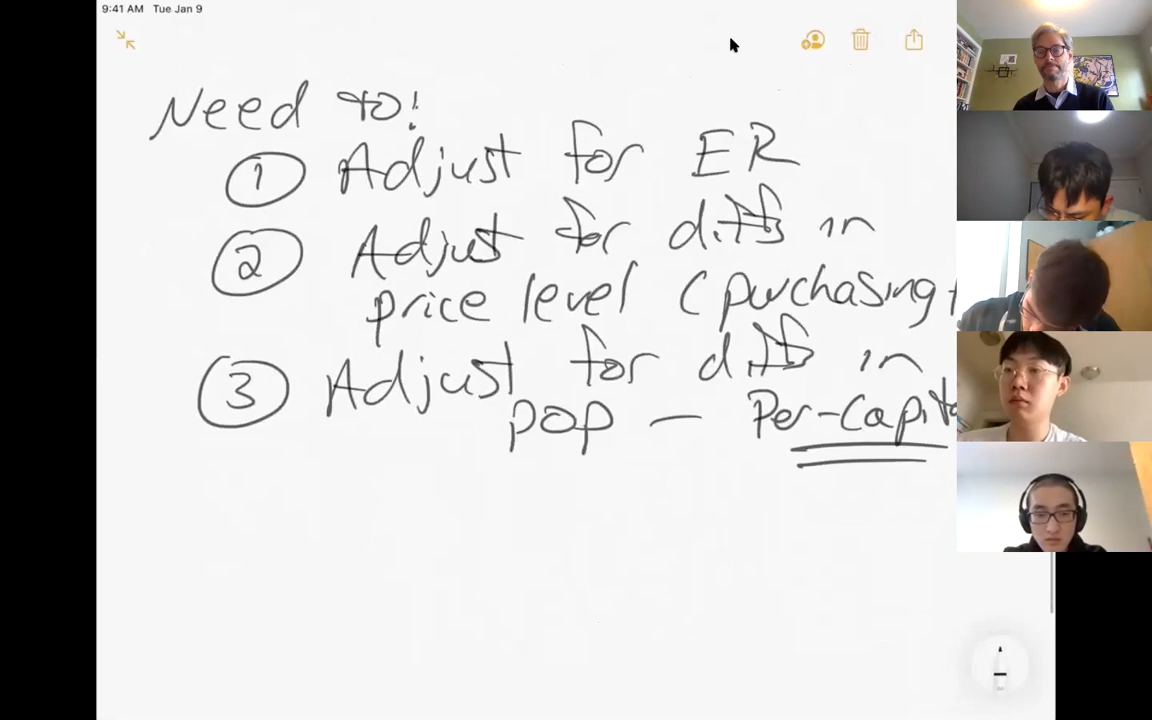 9:41 AM Tue Jan 9
Need to!
① Adjust for ER
② Adjust for diffs in
price level (purchasing
③ Adjust for diffs in
pop — Per-Capita